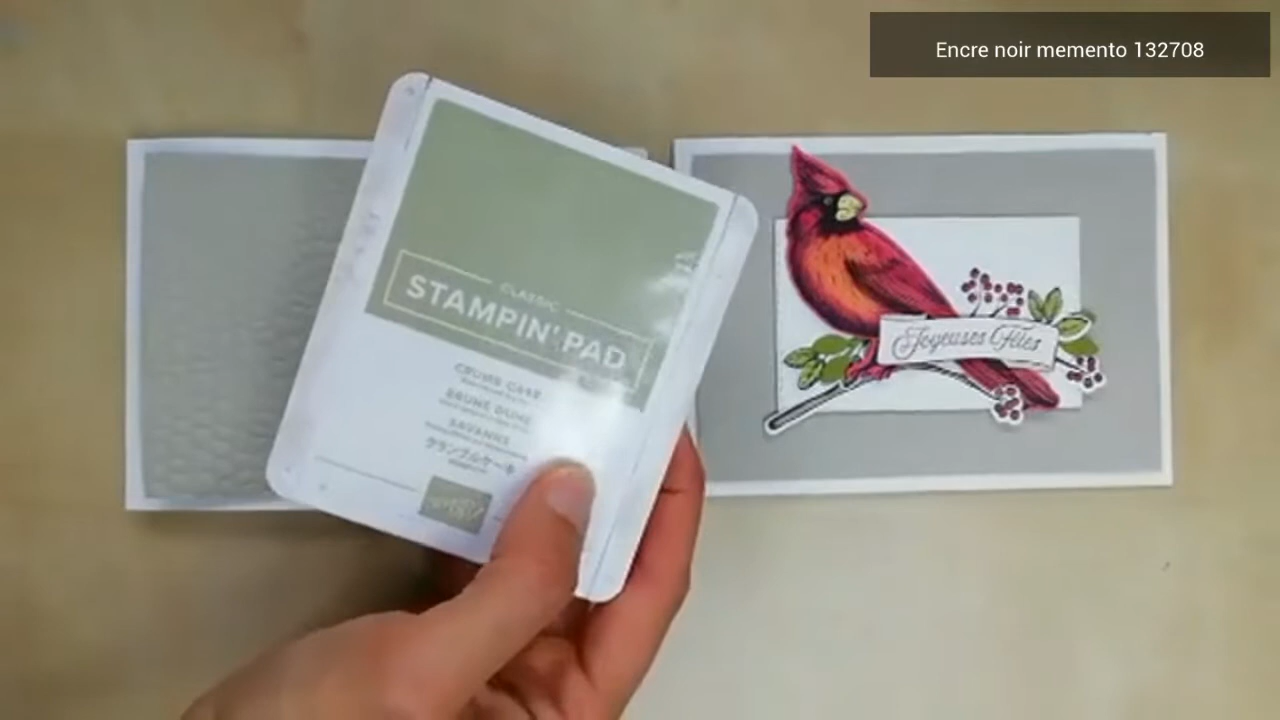 Encre noir memento 132708
CLASSIC
STAMPIN' PAD
CRUMB CAKE
BRUNE DUNE
SAVANNE
クランブルケーキ
Joyeuses Fêtes